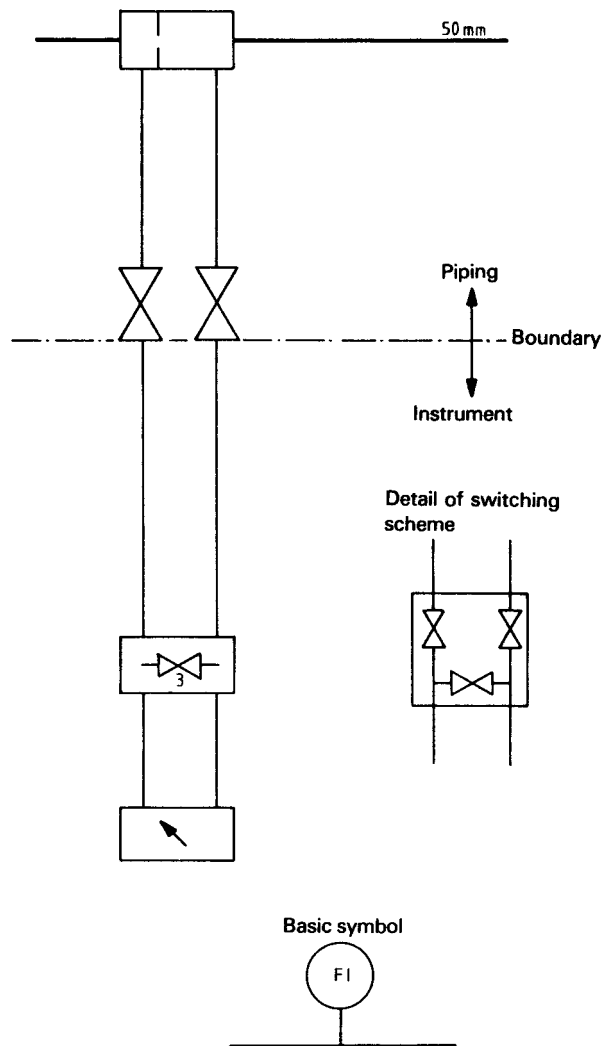 50 mm
Piping
Boundary
Instrument
Detail of switching
scheme
3
Basic symbol
FI